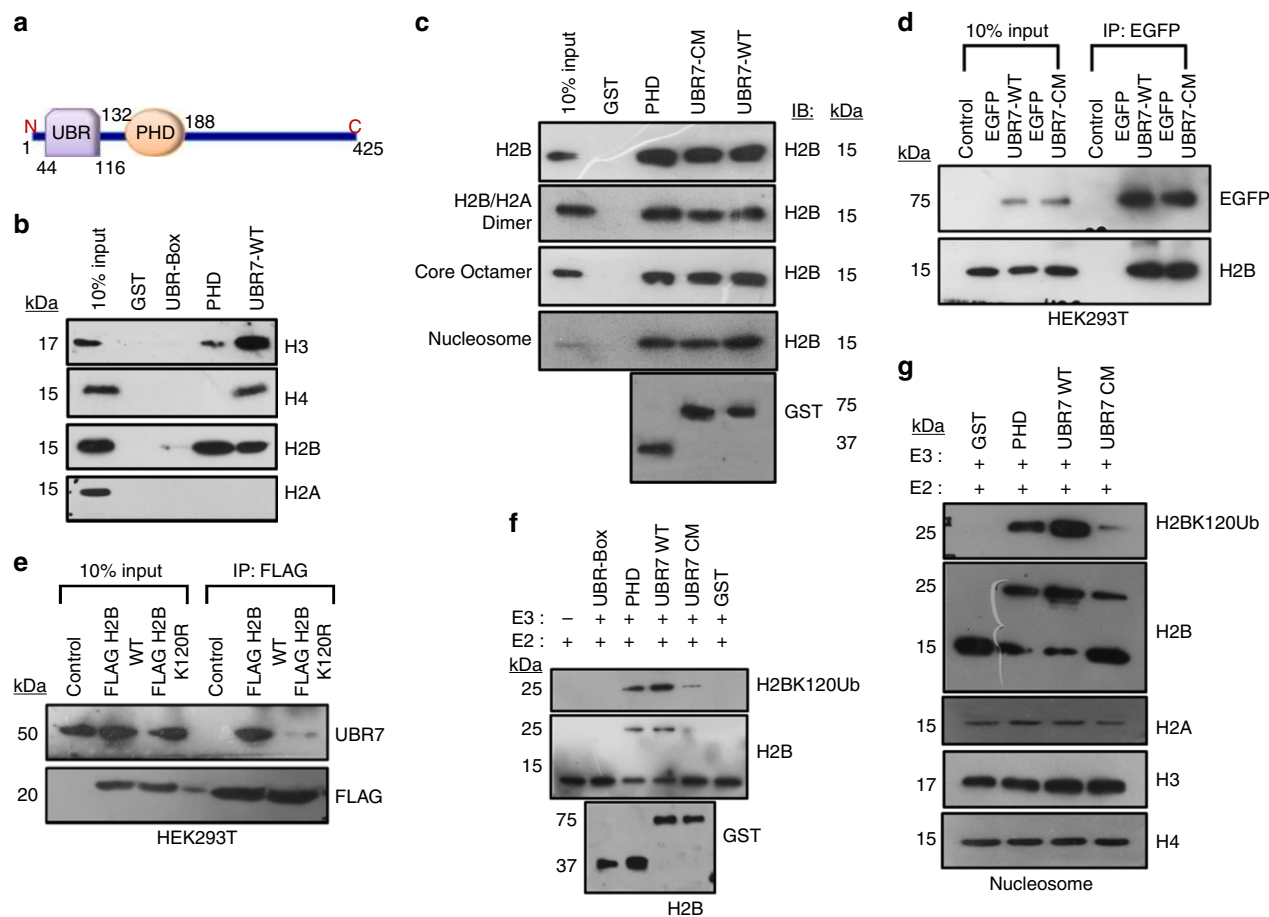 a
N
UBR
132
PHD
188
C
1
44
116
425
b
kDa
10% input
GST
UBR-Box
PHD
UBR7-WT
17
H3
15
H4
15
H2B
15
H2A
c
10% input
GST
PHD
UBR7-CM
UBR7-WT
IB:
kDa
H2B
H2B
15
H2B/H2A
Dimer
H2B
15
Core Octamer
H2B
15
Nucleosome
H2B
15
GST
75
37
d
10% input
IP: EGFP
Control
EGFP
UBR7-WT
EGFP
UBR7-CM
Control
EGFP
UBR7-WT
EGFP
UBR7-CM
kDa
75
EGFP
15
H2B
HEK293T
e
10% input
IP: FLAG
Control
FLAG H2B
WT
FLAG H2B
K120R
Control
FLAG H2B
WT
FLAG H2B
K120R
kDa
50
UBR7
20
FLAG
HEK293T
f
UBR-Box
PHD
UBR7 WT
UBR7 CM
GST
E3 : – + + + + +
E2 : + + + + + +
kDa
25
H2BK120Ub
25
15
H2B
75
37
GST
H2B
g
kDa
GST
PHD
UBR7 WT
UBR7 CM
E3 : + + + +
E2 : + + + +
25
H2BK120Ub
25
15
H2B
15
H2A
17
H3
15
H4
Nucleosome